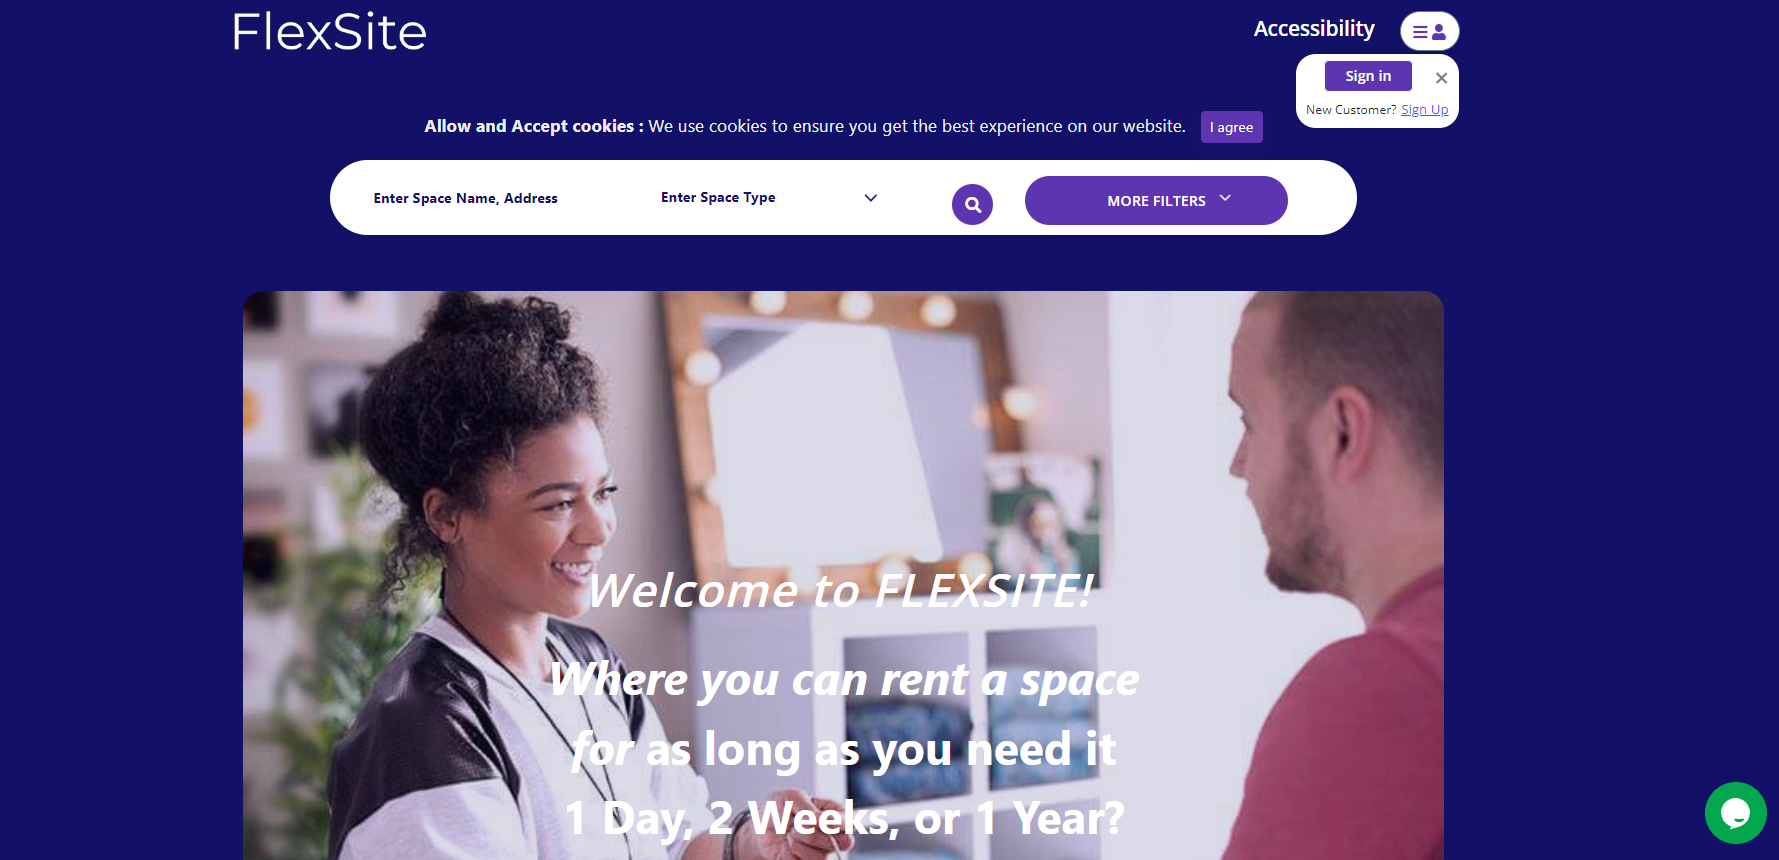 FlexSite
Accessibility
Sign in
New Customer? Sign Up
Allow and Accept cookies : We use cookies to ensure you get the best experience on our website.
I agree
Enter Space Name, Address
Enter Space Type
MORE FILTERS
Welcome to FLEXSITE!
Where you can rent a space
for as long as you need it
1 Day, 2 Weeks, or 1 Year?